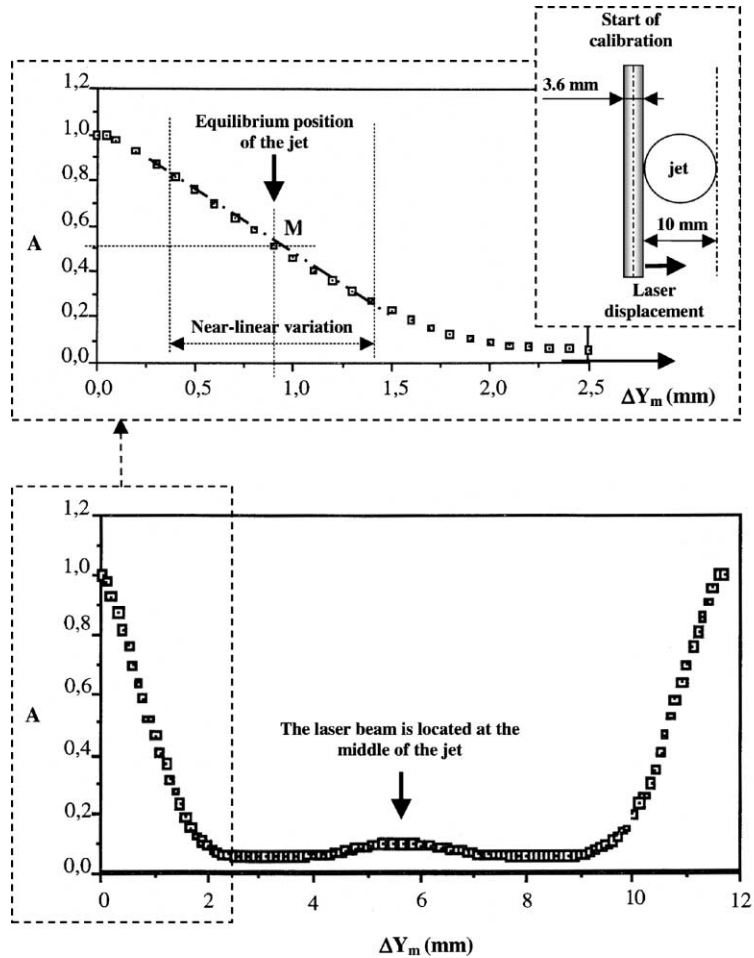 Start of
calibration
3.6 mm
jet
10 mm
Laser
displacement
1,2
1,0
0,8
0,6
A
0,4
0,2
0,0
Equilibrium position
of the jet
M
Near-linear variation
0,0 0,5 1,0 1,5 2,0 2,5
ΔYm (mm)
1,2
1,0
0,8
A
0,6
0,4
0,2
0,0
The laser beam is located at the
middle of the jet
0 2 4 6 8 10 12
ΔYm (mm)